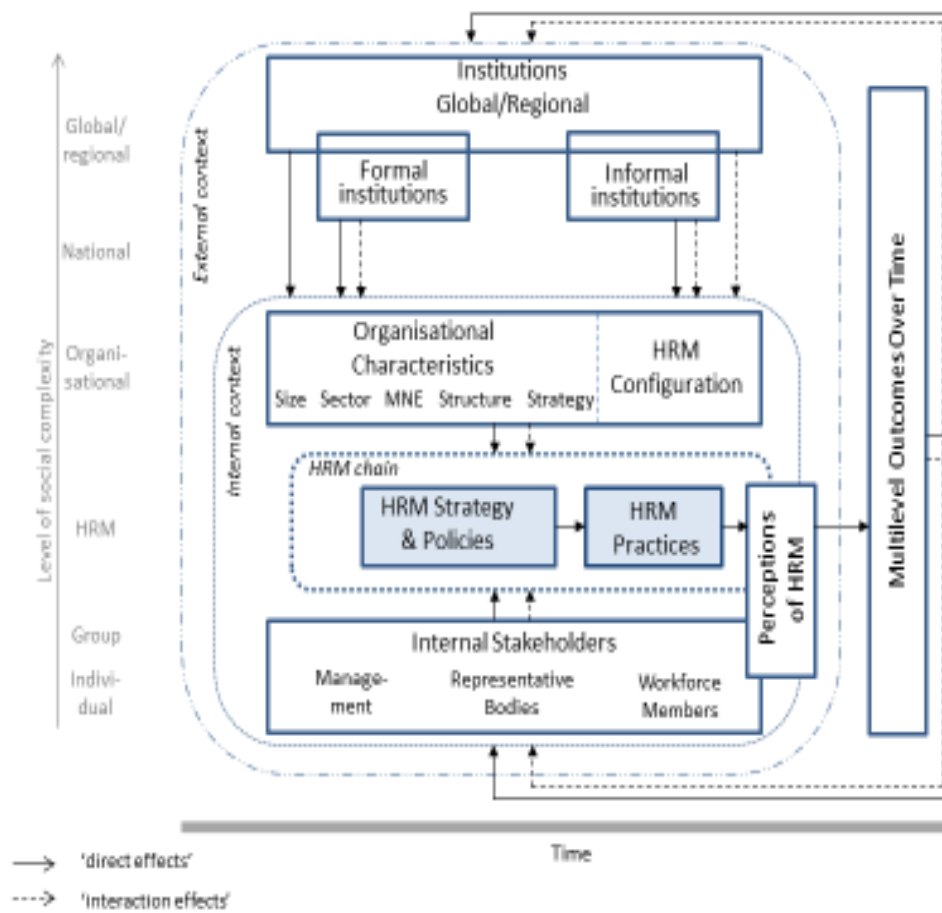 Institutions
Global/Regional
Formal
institutions
Informal
institutions
External context
Internal context
Level of social complexity
Global/
regional
National
Organi-
sational
HRM
Group
Individ-
dual
Organisational
Characteristics
Size Sector MNE Structure Strategy
HRM
Configuration
HRM chain
HRM Strategy
& Policies
HRM
Practices
Perceptions
of HRM
Multilevel Outcomes Over Time
Internal Stakeholders
Manage-
ment
Representative
Bodies
Workforce
Members
Time
'direct effects'
'interaction effects'